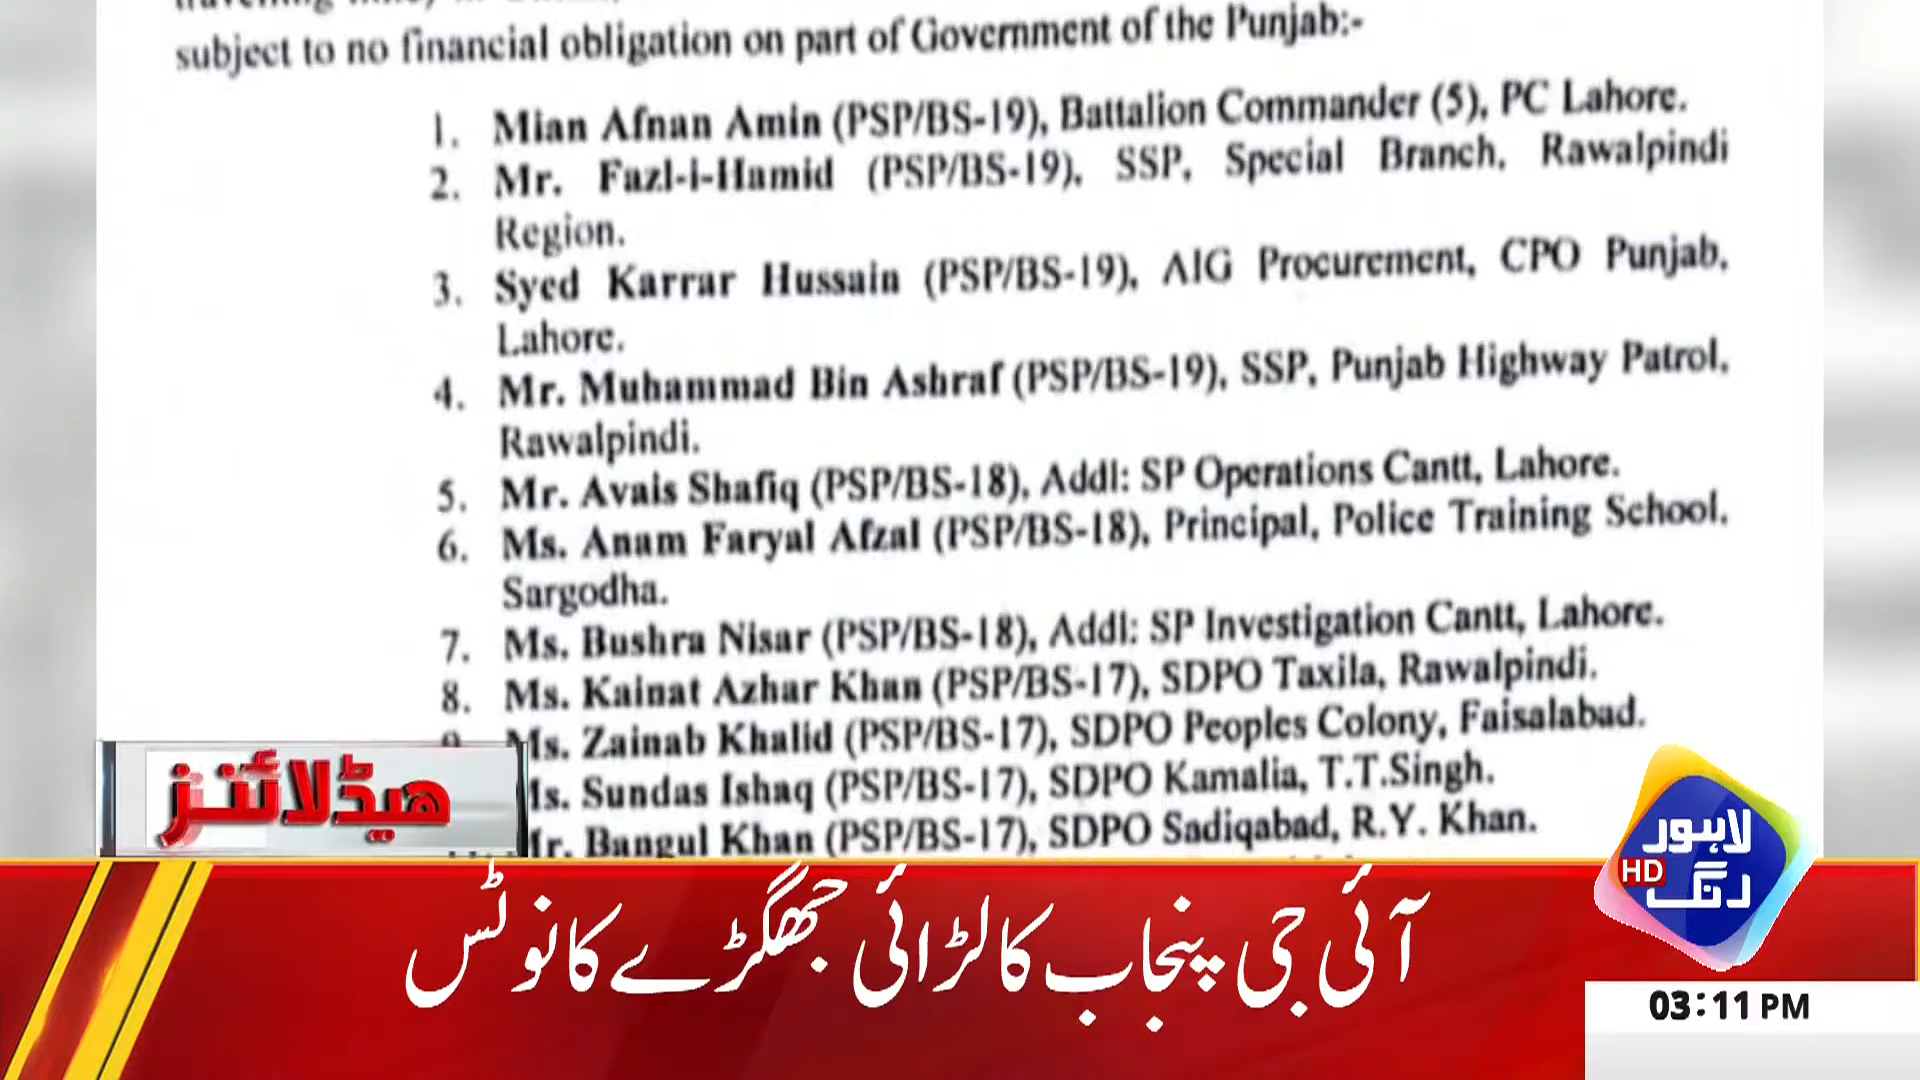 subject to no financial obligation on part of Government of the Punjab:-
1. Mian Afnan Amin (PSP/BS-19), Battalion Commander (5), PC Lahore.
2. Mr. Fazl-i-Hamid (PSP/BS-19), SSP, Special Branch, Rawalpindi
Region.
3. Syed Karrar Hussain (PSP/BS-19), AIG Procurement, CPO Punjab,
Lahore.
4. Mr. Muhammad Bin Ashraf (PSP/BS-19), SSP, Punjab Highway Patrol,
Rawalpindi.
5. Mr. Avais Shafiq (PSP/BS-18), Addl: SP Operations Cantt, Lahore.
6. Ms. Anam Faryal Afzal (PSP/BS-18), Principal, Police Training School,
Sargodha.
7. Ms. Bushra Nisar (PSP/BS-18), Addl: SP Investigation Cantt, Lahore.
8. Ms. Kainat Azhar Khan (PSP/BS-17), SDPO Taxila, Rawalpindi.
Ms. Zainab Khalid (PSP/BS-17), SDPO Peoples Colony, Faisalabad.
Ms. Sundas Ishaq (PSP/BS-17), SDPO Kamalia, T.T.Singh.
Mr. Bangul Khan (PSP/BS-17), SDPO Sadiqabad, R.Y. Khan.
ہیڈلائنز
لاہور
رنگ HD
آئی جی پنجاب کا لڑائی جھگڑے کا نوٹس
03:11 PM